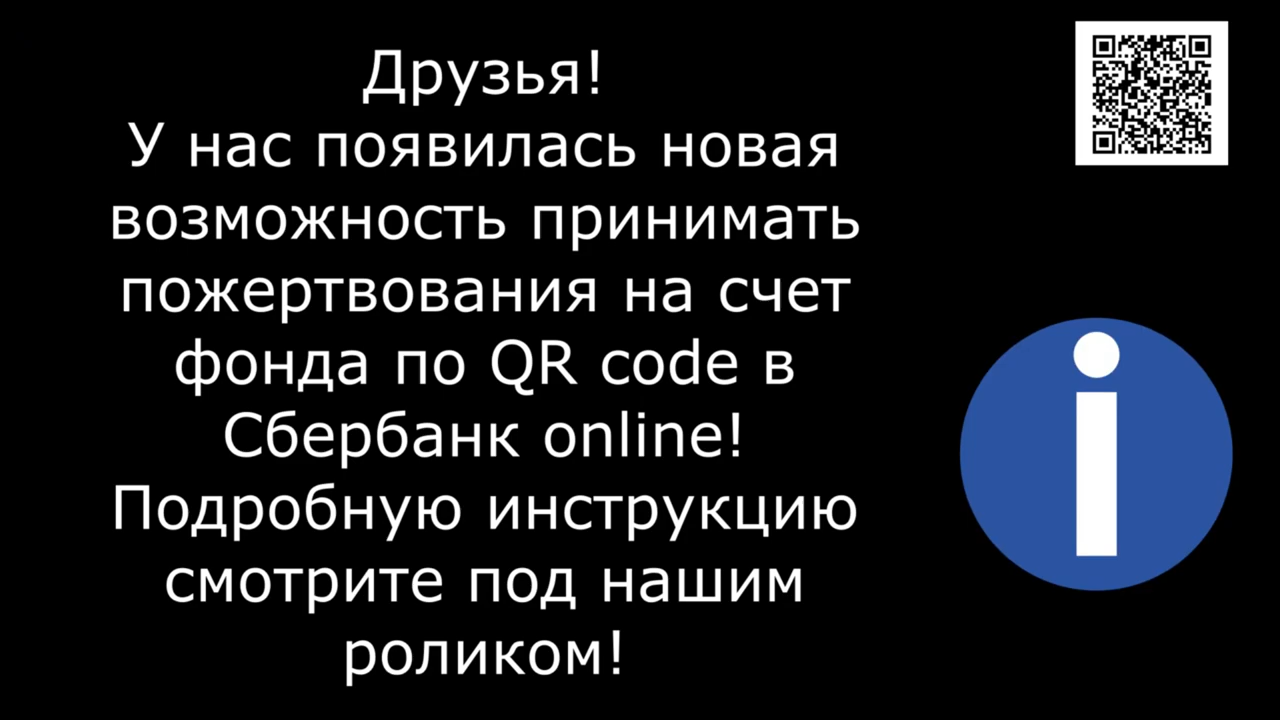 Друзья!
У нас появилась новая
возможность принимать
пожертвования на счет
фонда по QR code в
Сбербанк online!
Подробную инструкцию
смотрите под нашим
роликом!